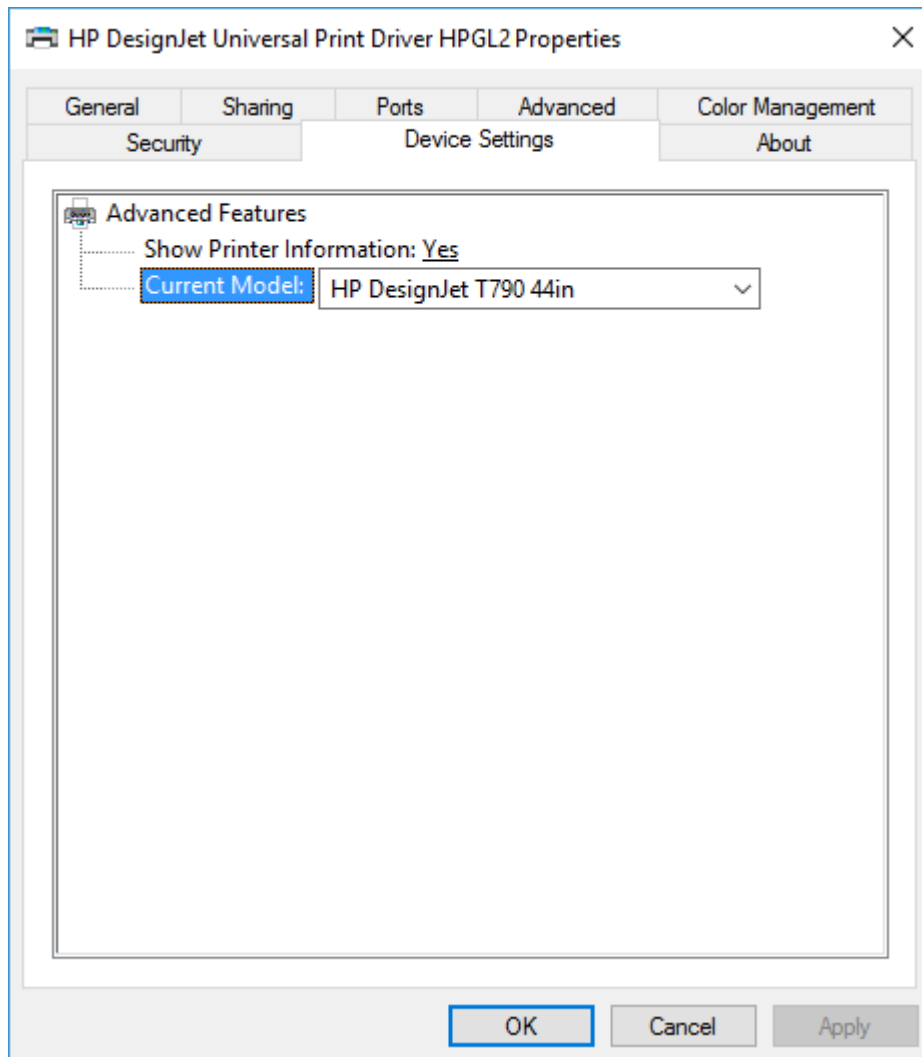 HP DesignJet Universal Print Driver HPGL2 Properties
General Sharing Ports Advanced Color Management
Security Device Settings About
Advanced Features
Show Printer Information: Yes
Current Model: HP DesignJet T790 44in
OK Cancel Apply